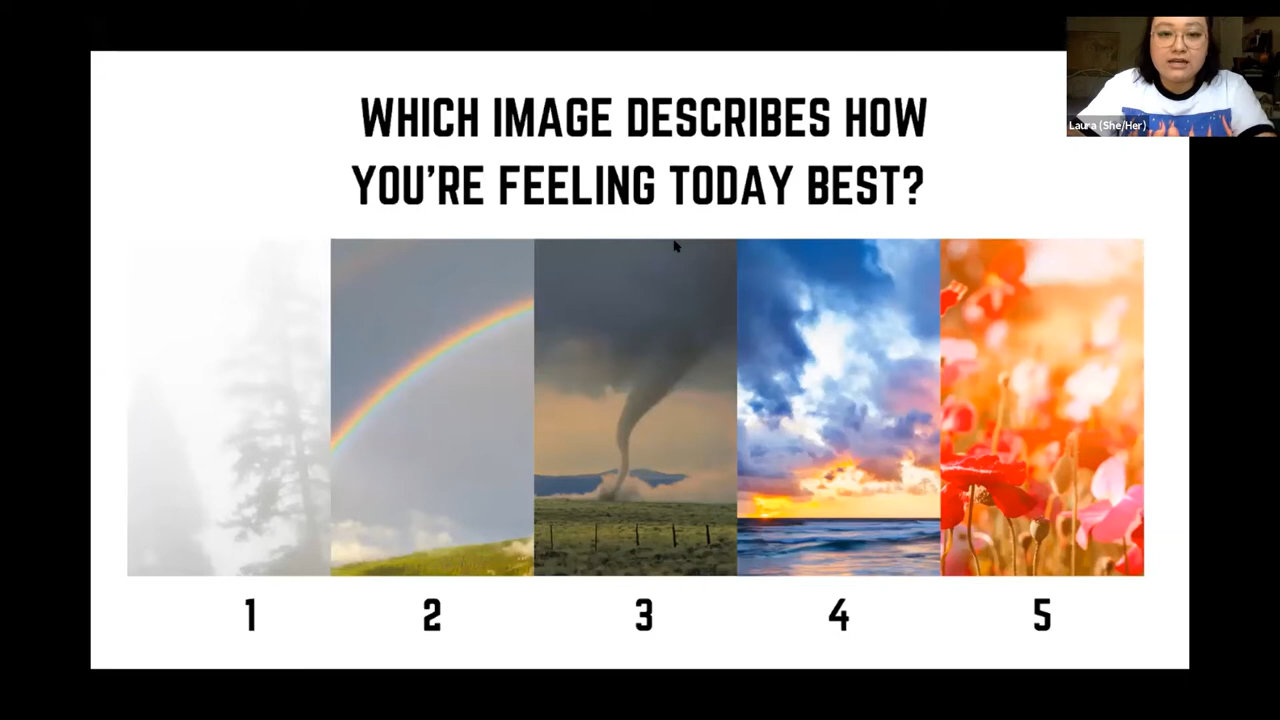 WHICH IMAGE DESCRIBES HOW
YOU'RE FEELING TODAY BEST?
Laura (She/Her)
1 2 3 4 5